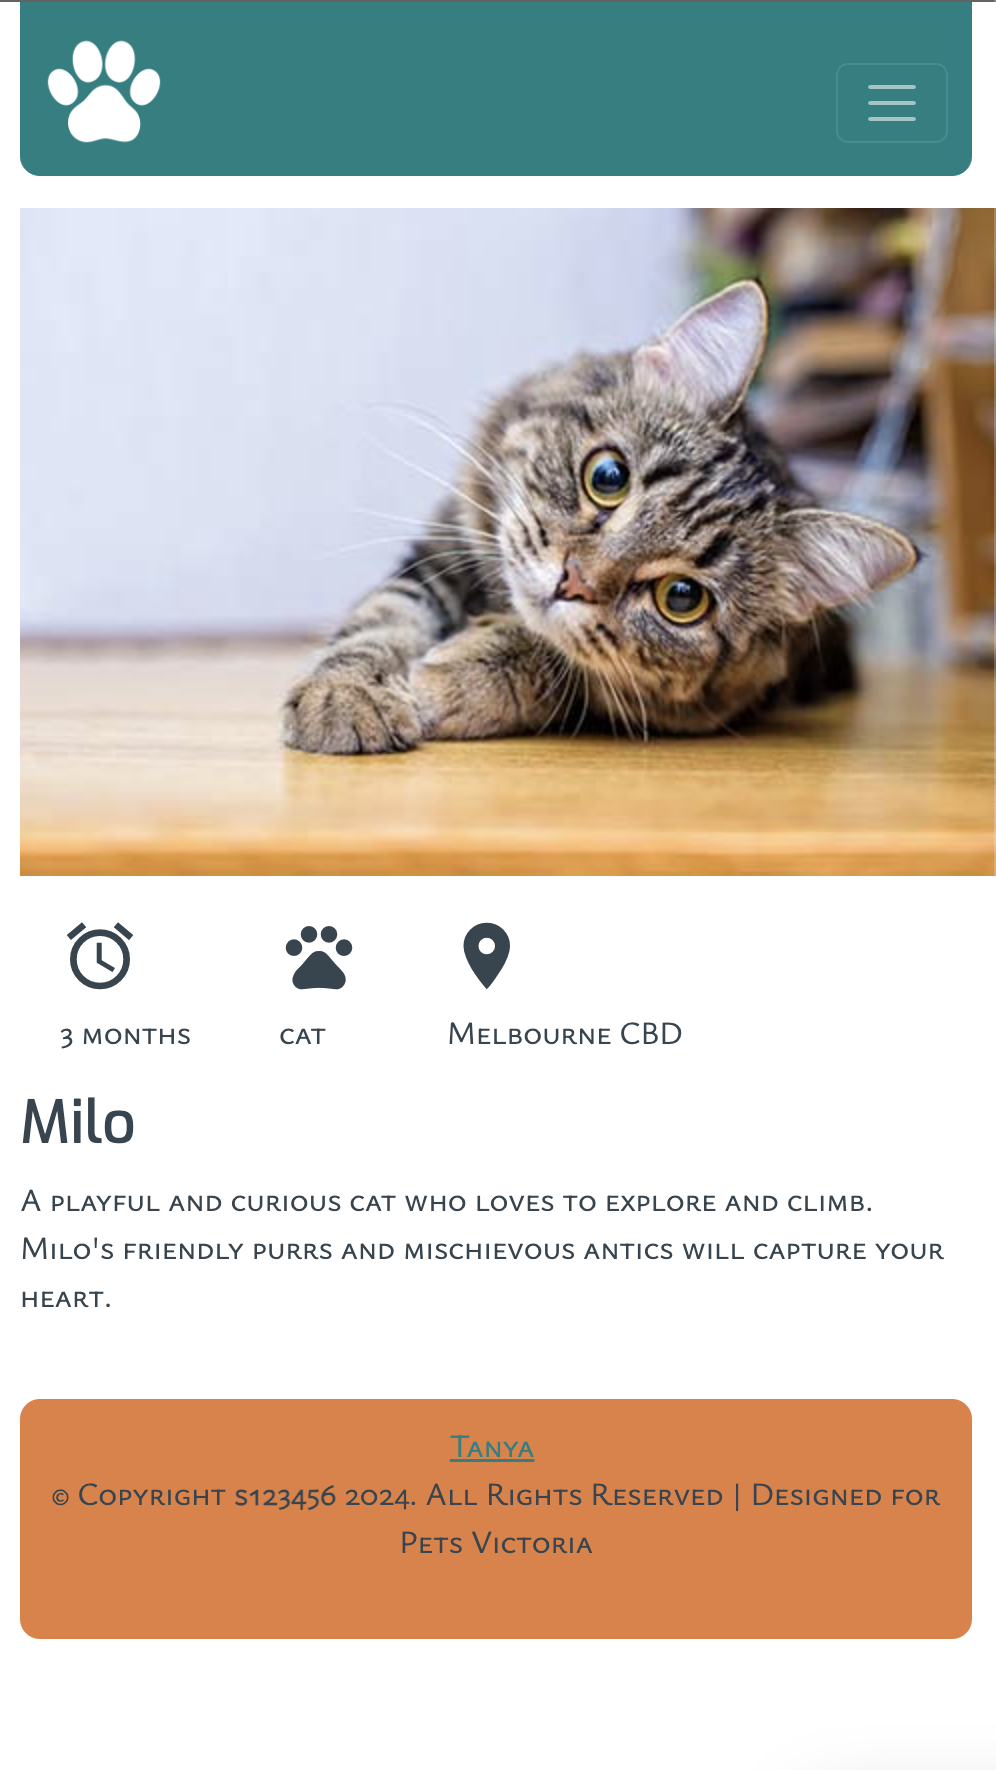 3 months
cat
Melbourne CBD
Milo
A playful and curious cat who loves to explore and climb.
Milo's friendly purrs and mischievous antics will capture your
heart.
Tanya
© Copyright s123456 2024. All Rights Reserved | Designed for
Pets Victoria